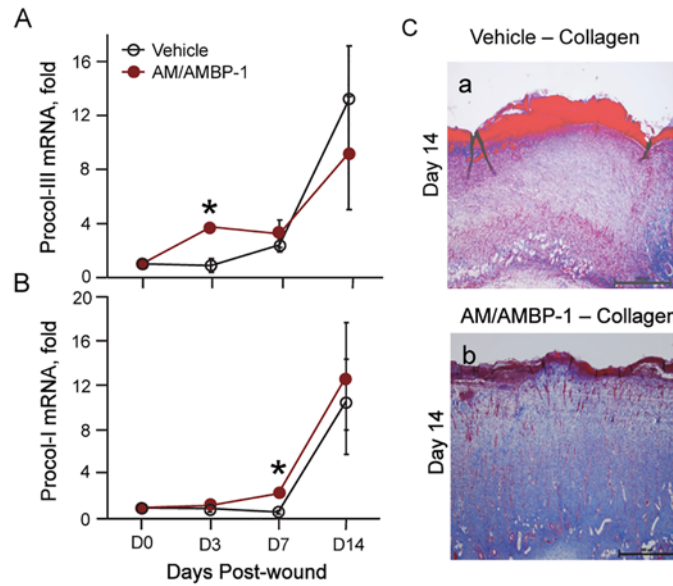 A
Vehicle
AM/AMBP-1
Procol-III mRNA, fold
16
12
8
4
0
*
B
Procol-I mRNA, fold
20
16
12
8
4
0
*
D0 D3 D7 D14
Days Post-wound
C
Vehicle – Collagen
a
Day 14
AM/AMBP-1 – Collagen
b
Day 14